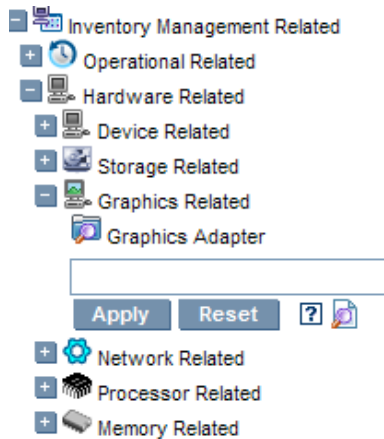 Inventory Management Related
Operational Related
Hardware Related
Device Related
Storage Related
Graphics Related
Graphics Adapter
Apply Reset ?
Network Related
Processor Related
Memory Related